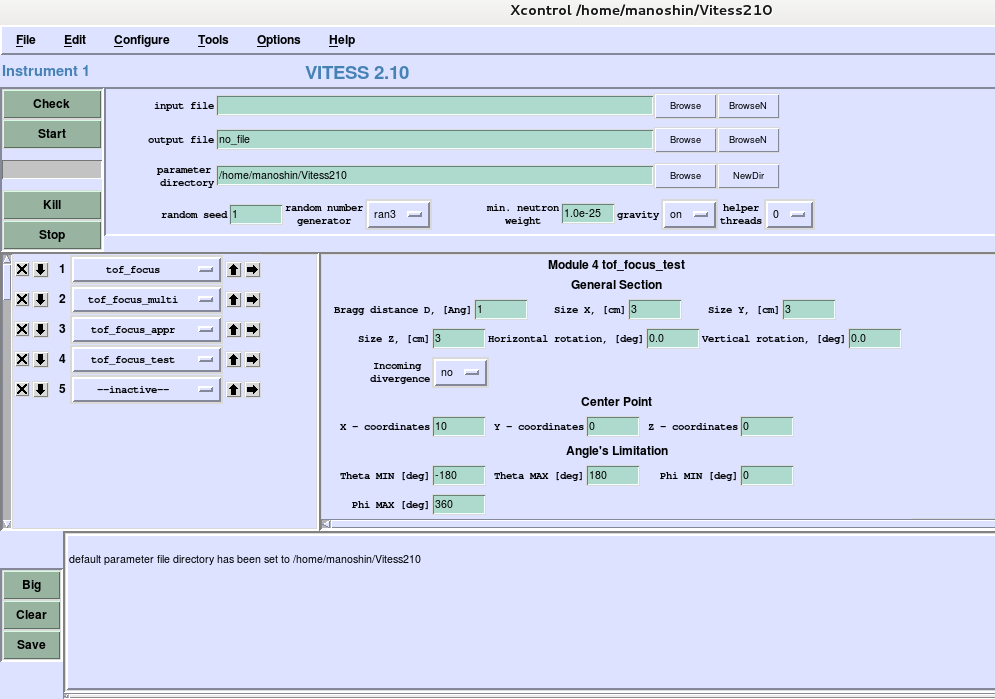 Xcontrol /home/manoshin/Vitess210
File Edit Configure Tools Options Help
Instrument 1 VITESS 2.10
Check
Start
Kill
Stop
input file Browse BrowseN
output file no_file Browse BrowseN
parameter directory /home/manoshin/Vitess210 Browse NewDir
random seed 1 random number generator ran3 min. neutron weight 1.0e-25 gravity on helper threads 0
1 tof_focus
2 tof_focus_multi
3 tof_focus_appr
4 tof_focus_test
5 --inactive--
Module 4 tof_focus_test
General Section
Bragg distance D, [Ang] 1 Size X, [cm] 3 Size Y, [cm] 3
Size Z, [cm] 3 Horizontal rotation, [deg] 0.0 Vertical rotation, [deg] 0.0
Incoming divergence no
Center Point
X - coordinates 10 Y - coordinates 0 Z - coordinates 0
Angle's Limitation
Theta MIN [deg] -180 Theta MAX [deg] 180 Phi MIN [deg] 0
Phi MAX [deg] 360
default parameter file directory has been set to /home/manoshin/Vitess210
Big
Clear
Save